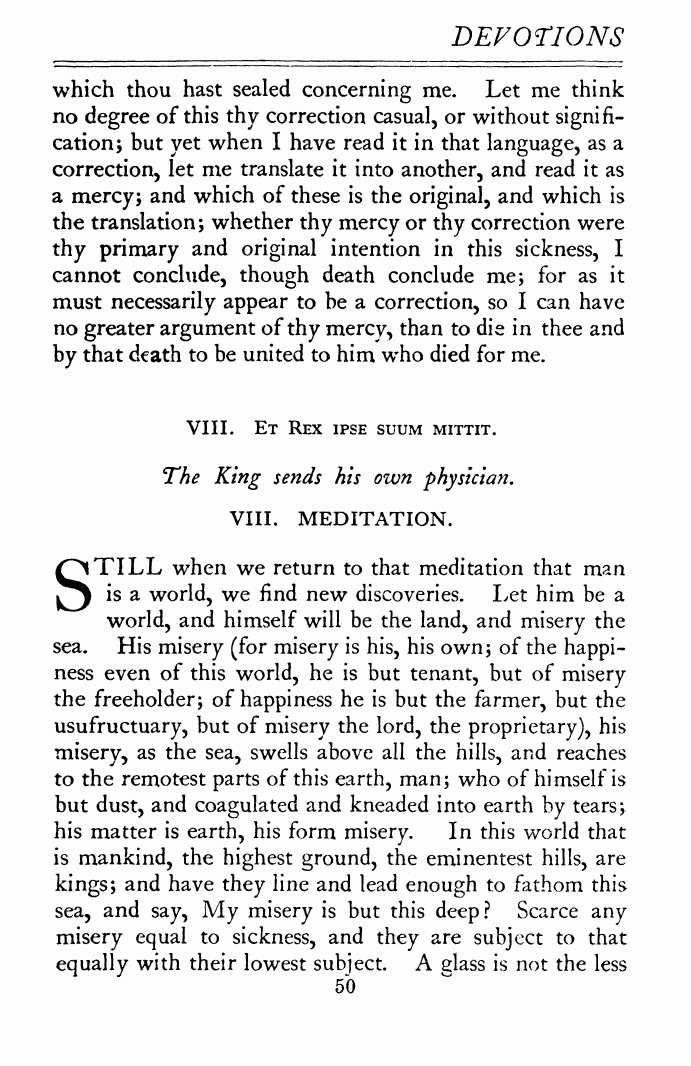 DEVOTIONS
which thou hast sealed concerning me. Let me think
no degree of this thy correction casual, or without signifi-
cation; but yet when I have read it in that language, as a
correction, let me translate it into another, and read it as
a mercy; and which of these is the original, and which is
the translation; whether thy mercy or thy correction were
thy primary and original intention in this sickness, I
cannot conclude, though death conclude me; for as it
must necessarily appear to be a correction, so I can have
no greater argument of thy mercy, than to die in thee and
by that death to be united to him who died for me.
VIII. ET REX IPSE SUUM MITTIT.
The King sends his own physician.
VIII. MEDITATION.
STILL when we return to that meditation that man
is a world, we find new discoveries. Let him be a
world, and himself will be the land, and misery the
sea. His misery (for misery is his, his own; of the happi-
ness even of this world, he is but tenant, but of misery
the freeholder; of happiness he is but the farmer, but the
usufructuary, but of misery the lord, the proprietary), his
misery, as the sea, swells above all the hills, and reaches
to the remotest parts of this earth, man; who of himself is
but dust, and coagulated and kneaded into earth by tears;
his matter is earth, his form misery. In this world that
is mankind, the highest ground, the eminentest hills, are
kings; and have they line and lead enough to fathom this
sea, and say, My misery is but this deep? Scarce any
misery equal to sickness, and they are subject to that
equally with their lowest subject. A glass is not the less
50